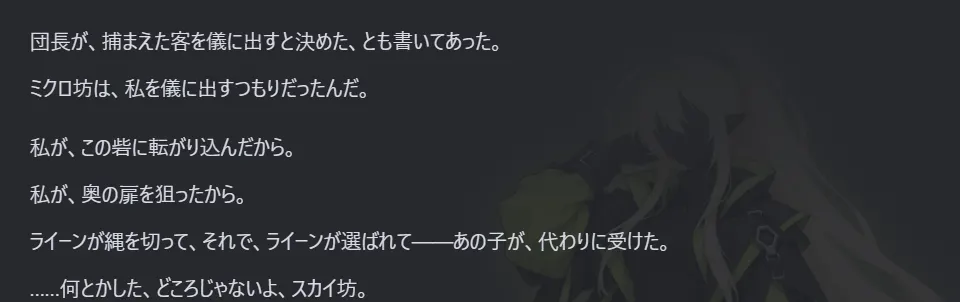 団長が、捕まえた客を儀に出すと決めた、とも書いてあった。
ミクロ坊は、私を儀に出すつもりだったんだ。
私が、この砦に転がり込んだから。
私が、奥の扉を狙ったから。
ライーンが縄を切って、それで、ライーンが選ばれて——あの子が、代わりに受けた。
……何とかした、どころじゃないよ、スカイ坊。